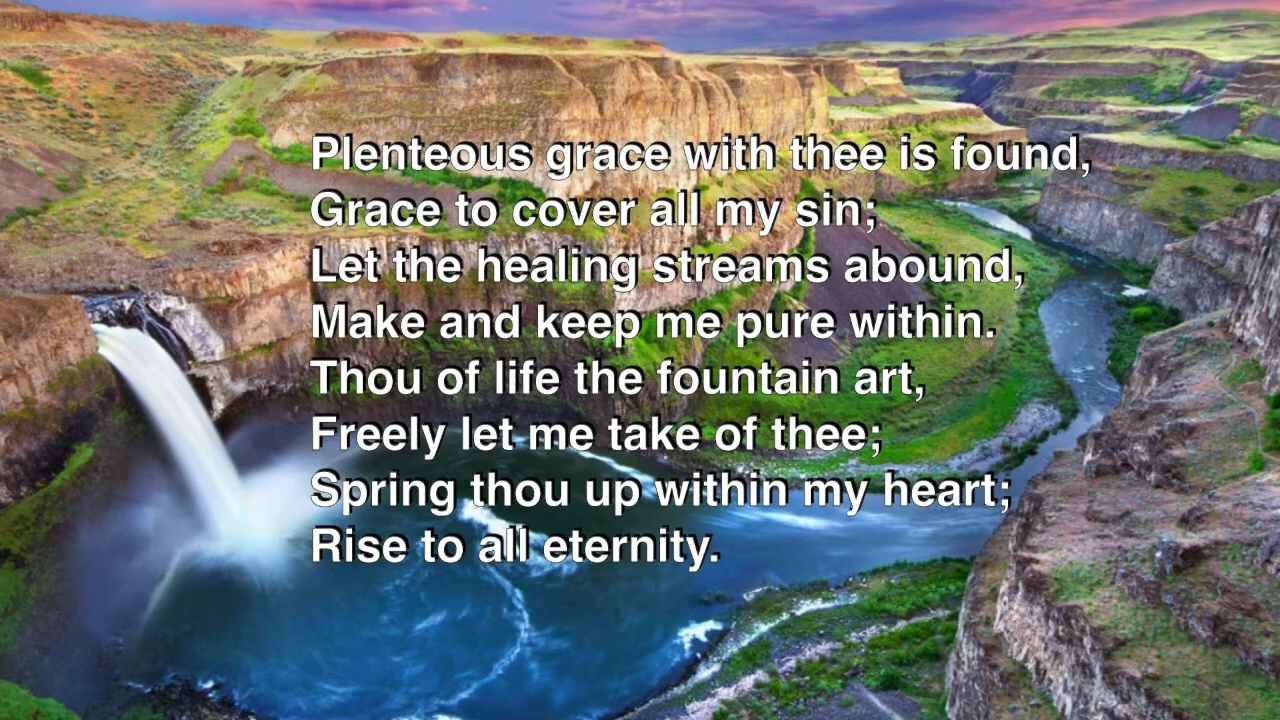 Plenteous grace with thee is found,
Grace to cover all my sin;
Let the healing streams abound,
Make and keep me pure within.
Thou of life the fountain art,
Freely let me take of thee;
Spring thou up within my heart;
Rise to all eternity.